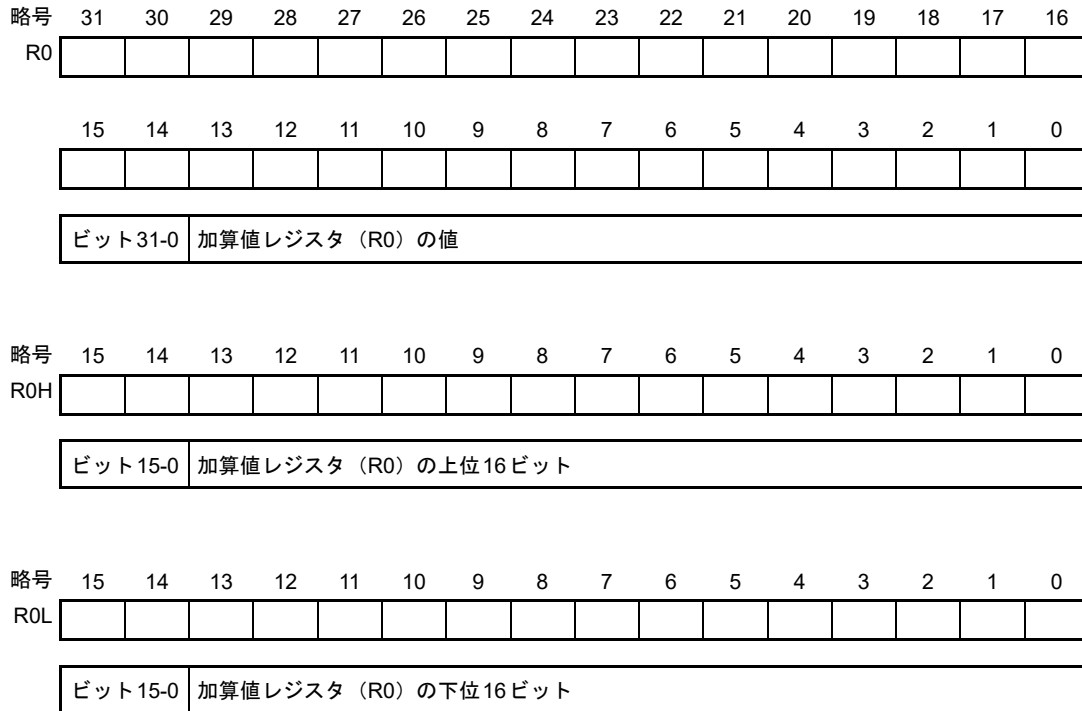 略号 31 30 29 28 27 26 25 24 23 22 21 20 19 18 17 16
R0
15 14 13 12 11 10 9 8 7 6 5 4 3 2 1 0
ビット31-0 加算値レジスタ（R0）の値
略号 15 14 13 12 11 10 9 8 7 6 5 4 3 2 1 0
R0H
ビット15-0 加算値レジスタ（R0）の上位16ビット
略号 15 14 13 12 11 10 9 8 7 6 5 4 3 2 1 0
R0L
ビット15-0 加算値レジスタ（R0）の下位16ビット